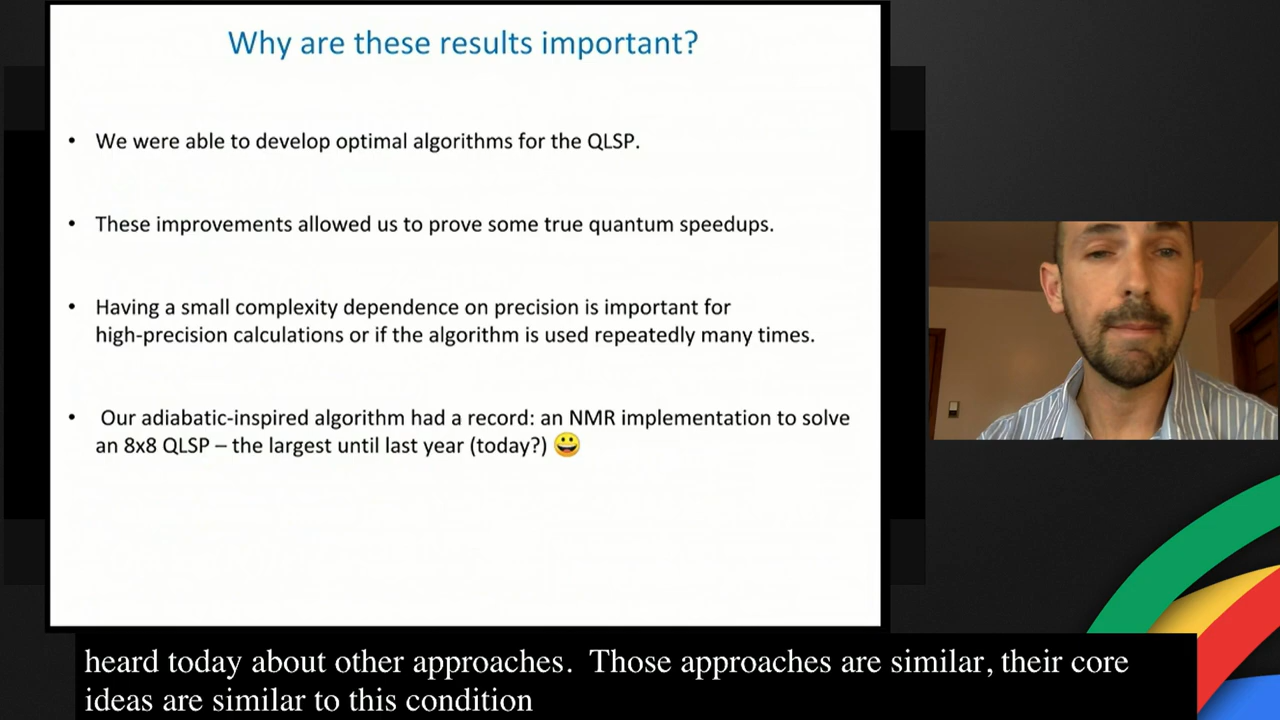 Why are these results important?
• We were able to develop optimal algorithms for the QLSP.
• These improvements allowed us to prove some true quantum speedups.
• Having a small complexity dependence on precision is important for
high-precision calculations or if the algorithm is used repeatedly many times.
• Our adiabatic-inspired algorithm had a record: an NMR implementation to solve
an 8x8 QLSP – the largest until last year (today?) 😀
heard today about other approaches. Those approaches are similar, their core
ideas are similar to this condition